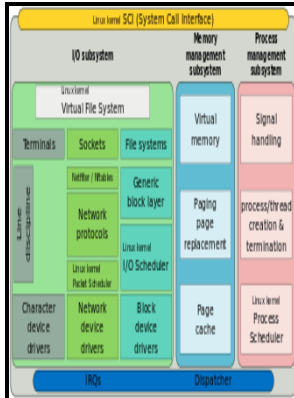 Linux kernel SCI (System Call Interface)
I/O subsystem
Memory
management
subsystem
Process
management
subsystem
Linux kernel
Virtual File System
Terminals
Sockets
File systems
Line
discipline
Netfilter / Nftables
Network
protocols
Linux kernel
Packet Scheduler
Generic
block layer
Linux kernel
I/O Scheduler
Character
device
drivers
Network
device
drivers
Block
device
drivers
Virtual
memory
Paging
page
replacement
Page
cache
Signal
handling
process/thread
creation &
termination
Linux kernel
Process
Scheduler
IRQs
Dispatcher